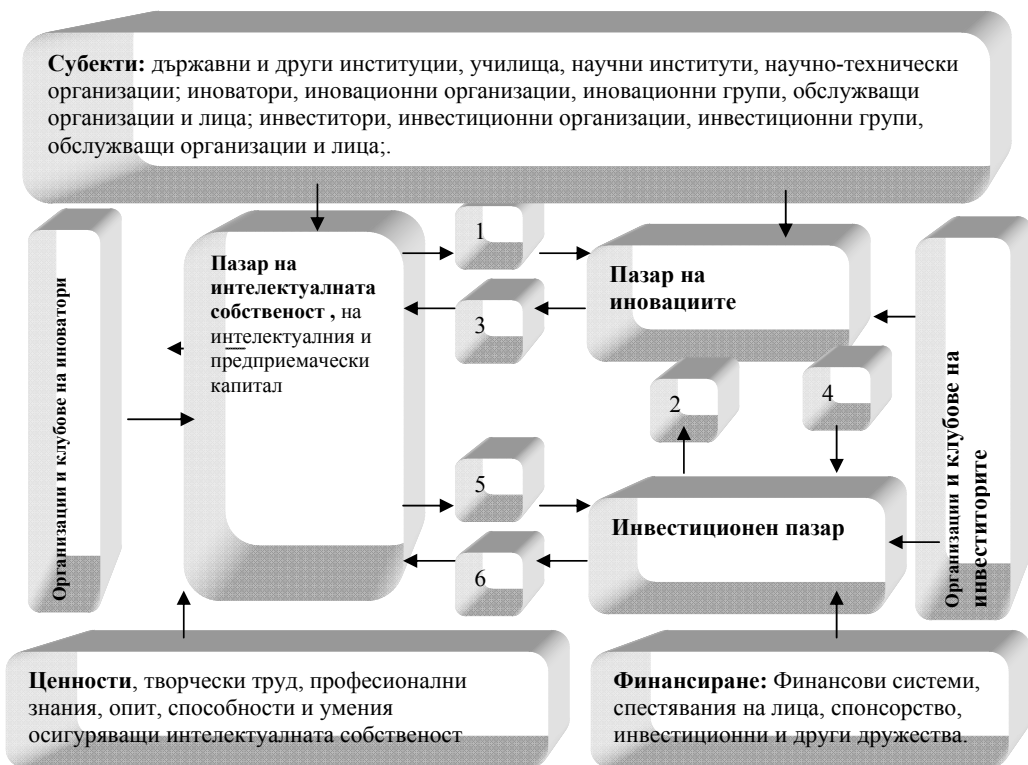 Субекти: държавни и други институции, училища, научни институти, научно-технически
организации; иноватори, иновационни организации, иновационни групи, обслужващи
организации и лица; инвеститори, инвестиционни организации, инвестиционни групи,
обслужващи организации и лица;.
Организации и клубове на иноватори
Пазар на
интелектуалната
собственост , на
интелектуалния и
предприемачески
капитал
1
3
Пазар на
иновациите
2
4
5
6
Инвестиционен пазар
Организации и клубове на
инвеститорите
Ценности, творчески труд, професионални
знания, опит, способности и умения
осигуряващи интелектуалната собственост
Финансиране: Финансови системи,
спестявания на лица, спонсорство,
инвестиционни и други дружества.